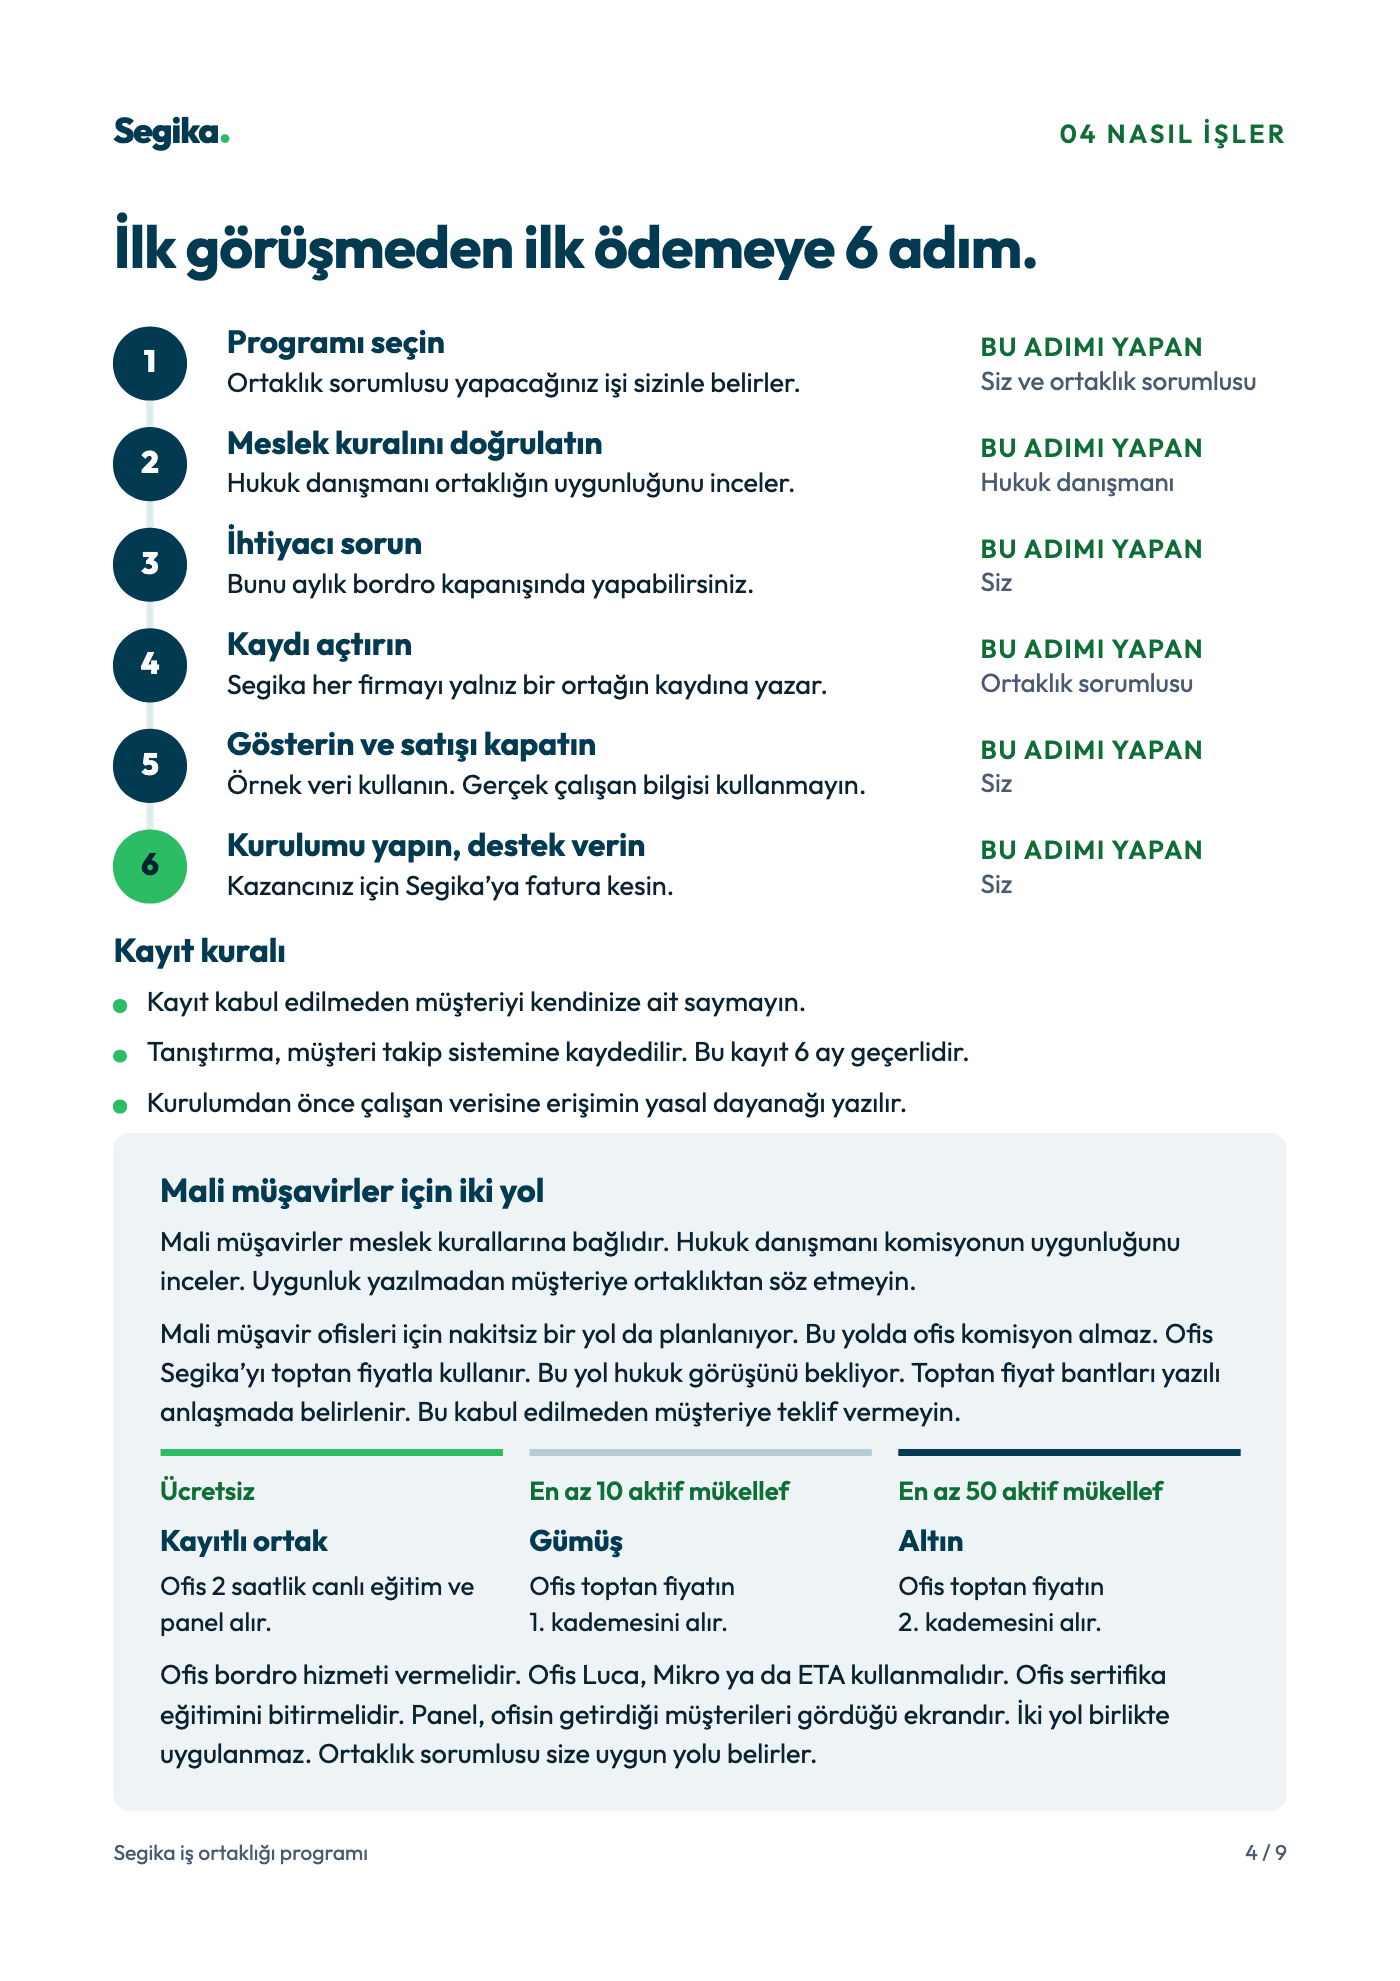 Segika.
04 NASIL İŞLER
İlk görüşmeden ilk ödemeye 6 adım.
1
Programı seçin
Ortaklık sorumlusu yapacağınız işi sizinle belirler.
BU ADIMI YAPAN
Siz ve ortaklık sorumlusu
2
Meslek kuralını doğrulatın
Hukuk danışmanı ortaklığın uygunluğunu inceler.
BU ADIMI YAPAN
Hukuk danışmanı
3
İhtiyacı sorun
Bunu aylık bordro kapanışında yapabilirsiniz.
BU ADIMI YAPAN
Siz
4
Kaydı açtırın
Segika her firmayı yalnız bir ortağın kaydına yazar.
BU ADIMI YAPAN
Ortaklık sorumlusu
5
Gösterin ve satışı kapatın
Örnek veri kullanın. Gerçek çalışan bilgisi kullanmayın.
BU ADIMI YAPAN
Siz
6
Kurulumu yapın, destek verin
Kazancınız için Segika’ya fatura kesin.
BU ADIMI YAPAN
Siz
Kayıt kuralı
Kayıt kabul edilmeden müşteriyi kendinize ait saymayın.
Tanıştırma, müşteri takip sistemine kaydedilir. Bu kayıt 6 ay geçerlidir.
Kurulumdan önce çalışan verisine erişimin yasal dayanağı yazılır.
Mali müşavirler için iki yol
Mali müşavirler meslek kurallarına bağlıdır. Hukuk danışmanı komisyonun uygunluğunu
inceler. Uygunluk yazılmadan müşteriye ortaklıktan söz etmeyin.
Mali müşavir ofisleri için nakitsiz bir yol da planlanıyor. Bu yolda ofis komisyon almaz. Ofis
Segika’yı toptan fiyatla kullanır. Bu yol hukuk görüşünü bekliyor. Toptan fiyat bantları yazılı
anlaşmada belirlenir. Bu kabul edilmeden müşteriye teklif vermeyin.
Ücretsiz
Kayıtlı ortak
Ofis 2 saatlik canlı eğitim ve
panel alır.
En az 10 aktif mükellef
Gümüş
Ofis toptan fiyatın
1. kademesini alır.
En az 50 aktif mükellef
Altın
Ofis toptan fiyatın
2. kademesini alır.
Ofis bordro hizmeti vermelidir. Ofis Luca, Mikro ya da ETA kullanmalıdır. Ofis sertifika
eğitimini bitirmelidir. Panel, ofisin getirdiği müşterileri gördüğü ekrandır. İki yol birlikte
uygulanmaz. Ortaklık sorumlusu size uygun yolu belirler.
Segika iş ortaklığı programı
4 / 9